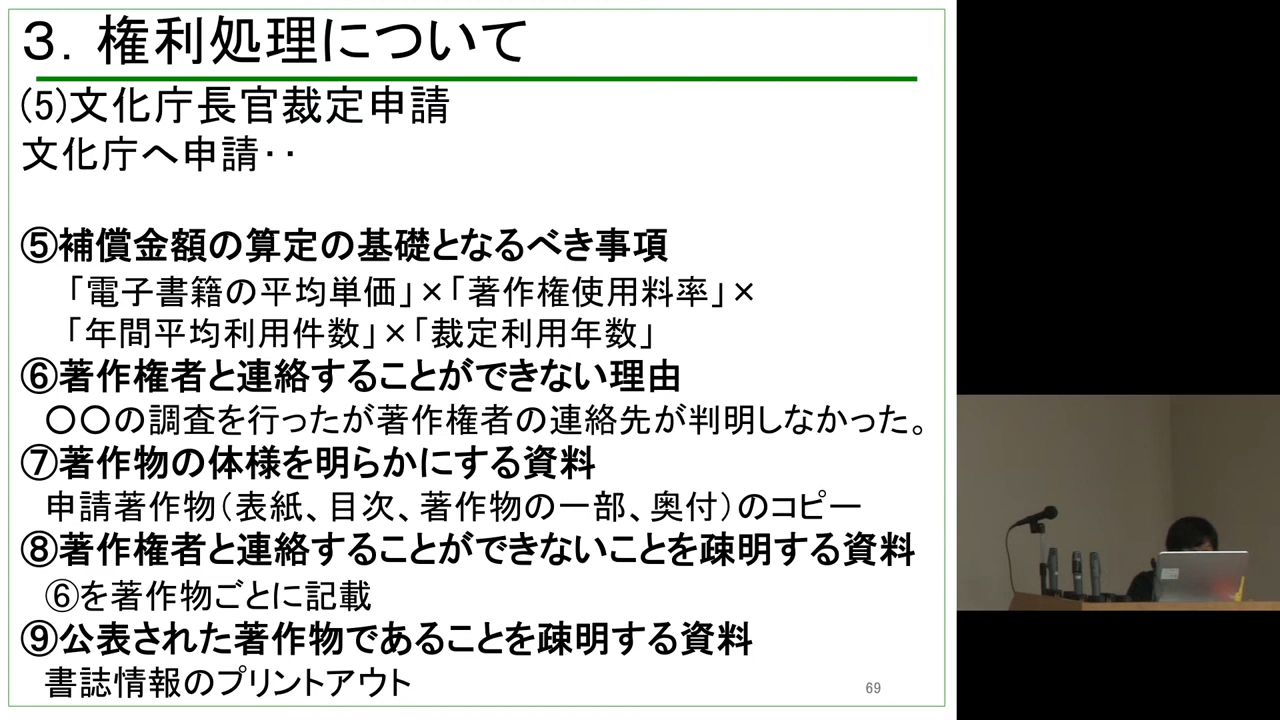 ３．権利処理について
(5)文化庁長官裁定申請
文化庁へ申請・・
⑤補償金額の算定の基礎となるべき事項
「電子書籍の平均単価」×「著作権使用料率」×
「年間平均利用件数」×「裁定利用年数」
⑥著作権者と連絡することができない理由
〇〇の調査を行ったが著作権者の連絡先が判明しなかった。
⑦著作物の体様を明らかにする資料
申請著作物（表紙、目次、著作物の一部、奥付）のコピー
⑧著作権者と連絡することができないことを疎明する資料
⑥を著作物ごとに記載
⑨公表された著作物であることを疎明する資料
書誌情報のプリントアウト
69